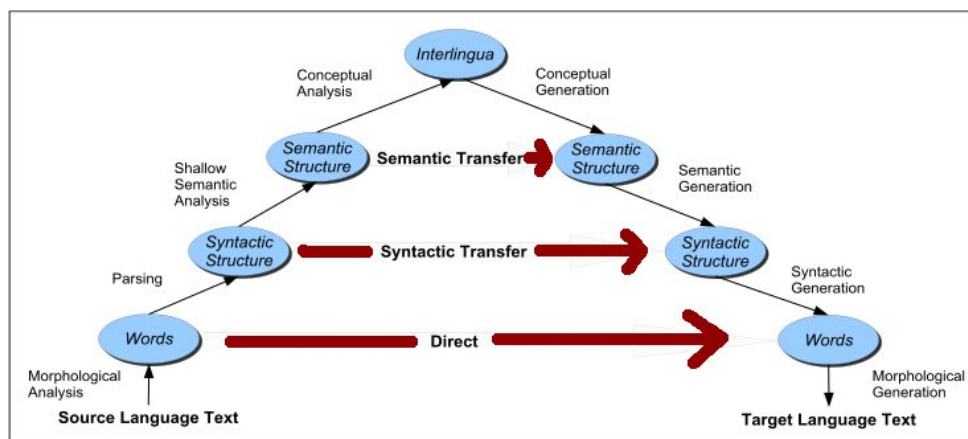 Interlingua
Conceptual
Analysis
Conceptual
Generation
Semantic
Structure
Semantic Transfer
Semantic
Structure
Shallow
Semantic
Analysis
Semantic
Generation
Syntactic
Structure
Syntactic Transfer
Syntactic
Structure
Parsing
Syntactic
Generation
Words
Direct
Words
Morphological
Analysis
Morphological
Generation
Source Language Text
Target Language Text